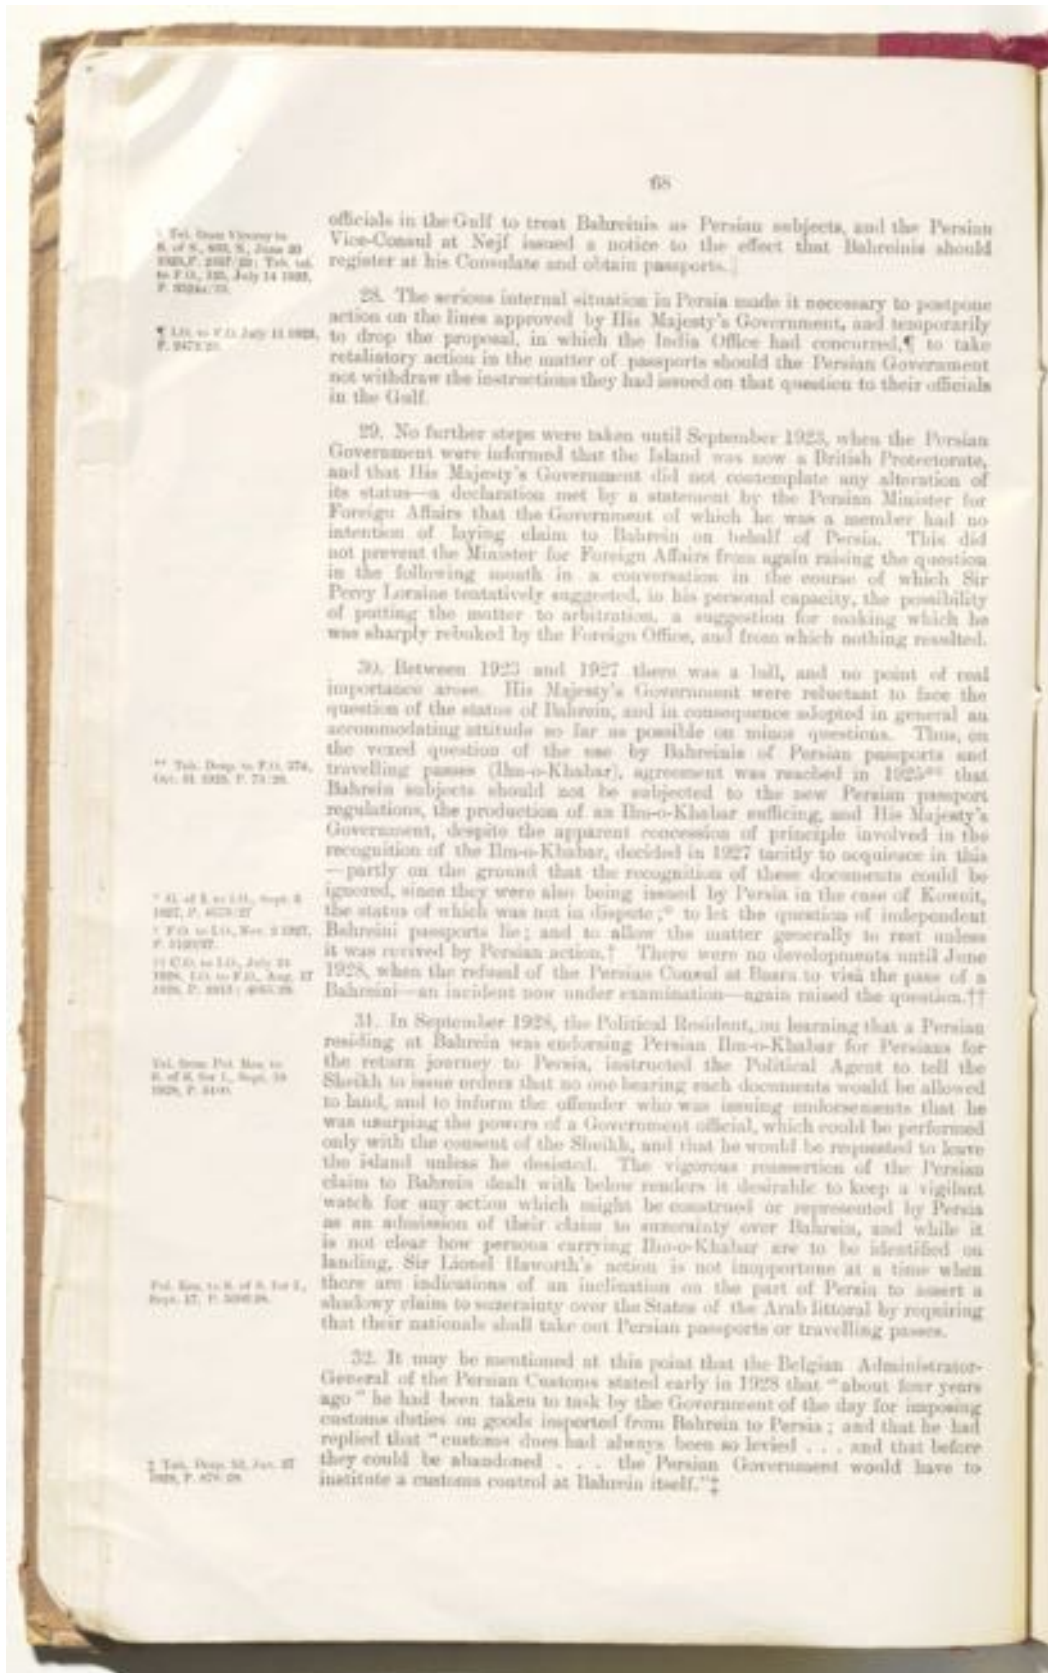 68
officials in the Gulf to treat Bahreinis as Persian subjects, and the Persian
Vice-Consul at Nejf issued a notice to the effect that Bahreinis should
register at his Consulate and obtain passports.
28. The serious internal situation in Persia made it necessary to postpone
action on the lines approved by His Majesty's Government, and temporarily
to drop the proposal, in which the India Office had concurred,¶ to take
retaliatory action in the matter of passports should the Persian Government
not withdraw the instructions they had issued on that question to their officials
in the Gulf.
¶ I.O. to F.O. July 1923,
29. No further steps were taken until September 1923, when the Persian
Government were informed that the Island was now a British Protectorate,
and that His Majesty's Government did not contemplate any alteration of
its status—a declaration met by a statement by the Persian Minister for
Foreign Affairs that the Government of which he was a member had no
intention of laying claim to Bahrein on behalf of Persia. This did
not prevent the Minister for Foreign Affairs from again raising the question
in the following month in a conversation in the course of which Sir
Percy Loraine tentatively suggested, in his personal capacity, the possibility
of putting the matter to arbitration, a suggestion for making which he
was sharply rebuked by the Foreign Office, and from which nothing resulted.
30. Between 1923 and 1927 there was a lull, and no point of real
importance arose. His Majesty's Government were reluctant to face the
question of the status of Bahrein, and in consequence adopted in general an
accommodating attitude so far as possible on minor questions. Thus, on
the vexed question of the use by Bahreinis of Persian passports and
travelling passes (Ilm-o-Khabar), agreement was reached in 1925** that
Bahrein subjects should not be subjected to the new Persian passport
regulations, the production of an Ilm-o-Khabar sufficing, and His Majesty's
Government, despite the apparent concession of principle involved in the
recognition of the Ilm-o-Khabar, decided in 1927 tacitly to acquiesce in this
—partly on the ground that the recognition of these documents could be
ignored, since they were also being issued by Persia in the case of Koweit,
the status of which was not in dispute;* to let the question of independent
Bahreini passports lie; and to allow the matter generally to rest unless
it was revived by Persian action.† There were no developments until June
1928, when the refusal of the Persian Consul at Basra to visâ the pass of a
Bahreini—an incident now under examination—again raised the question.††
** Teh. Desp. to F.O.
† F.O. to I.O., Nov. 1927,
†† C.O. to I.O., July
1928, I.O. to F.O., Aug. 17
31. In September 1928, the Political Resident, on learning that a Persian
residing at Bahrein was endorsing Persian Ilm-o-Khabar for Persians for
the return journey to Persia, instructed the Political Agent to tell the
Sheikh to issue orders that no one bearing such documents would be allowed
to land, and to inform the offender who was issuing endorsements that he
was usurping the powers of a Government official, which could be performed
only with the consent of the Sheikh, and that he would be requested to leave
the island unless he desisted. The vigorous reassertion of the Persian
claim to Bahrein dealt with below renders it desirable to keep a vigilant
watch for any action which might be construed or represented by Persia
as an admission of their claim to suzerainty over Bahrein, and while it
is not clear how persons carrying Ilm-o-Khabar are to be identified on
landing, Sir Lionel Haworth's action is not inopportune at a time when
there are indications of an inclination on the part of Persia to assert a
shadowy claim to suzerainty over the States of the Arab littoral by requiring
that their nationals shall take out Persian passports or travelling passes.
Tel. from Pol. Res. to
S. of S. for I., Sept.
Pol. Res. to S. of S. for I.,
Sept. 17,
32. It may be mentioned at this point that the Belgian Administrator-
General of the Persian Customs stated early in 1928 that "about four years
ago" he had been taken to task by the Government of the day for imposing
customs duties on goods imported from Bahrein to Persia; and that he had
replied that "customs dues had always been so levied . . . and that before
they could be abandoned . . . the Persian Government would have to
institute a customs control at Bahrein itself."‡
‡ Teh. Desp. Jan. 27